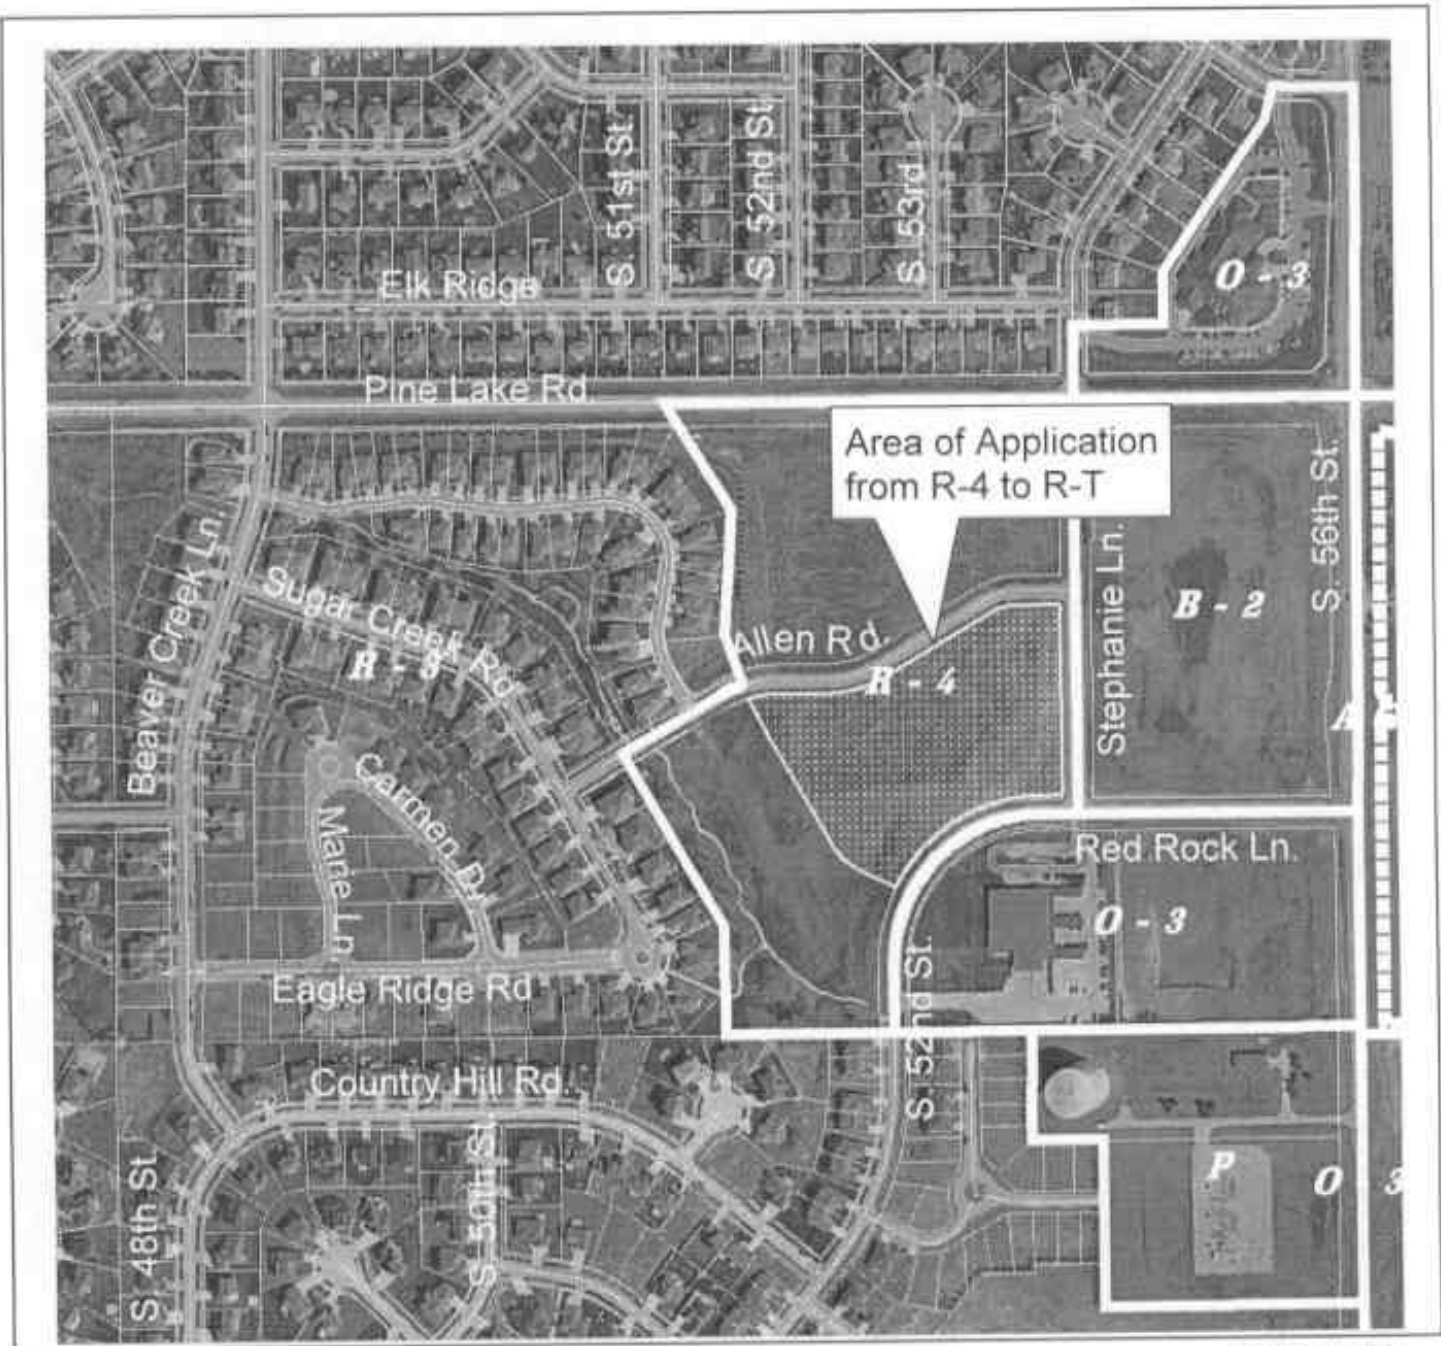 S. 51st St.
S. 52nd St.
S. 53rd
Elk Ridge
O - 3
Pine Lake Rd.
Area of Application
from R-4 to R-T
Beaver Creek Ln.
Sugar Creek Rd
R - 3
Allen Rd.
R - 4
Stephanie Ln.
B - 2
S. 56th St.
Carmen Dr
Marie Ln
Red Rock Ln.
O - 3
Eagle Ridge Rd
S. 52nd St.
Country Hill Rd.
S. 48th St.
S. 50th St.
P
O - 3